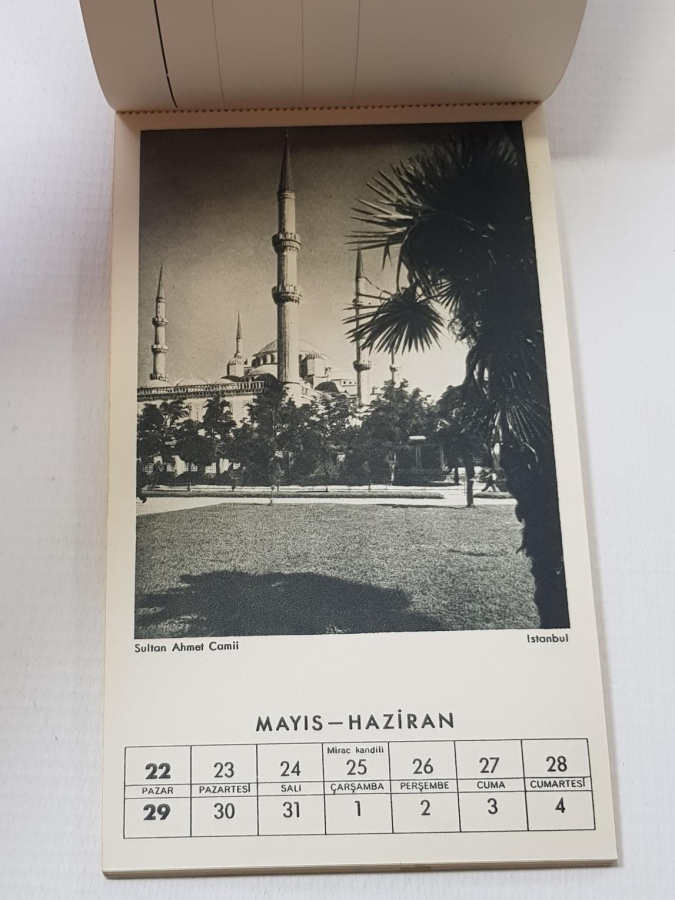 Sultan Ahmet Camii
Istanbul
MAYIS–HAZİRAN
22 23 24 Mirac kandili 25 26 27 28
PAZAR PAZARTESİ SALI ÇARŞAMBA PERŞEMBE CUMA CUMARTESİ
29 30 31 1 2 3 4